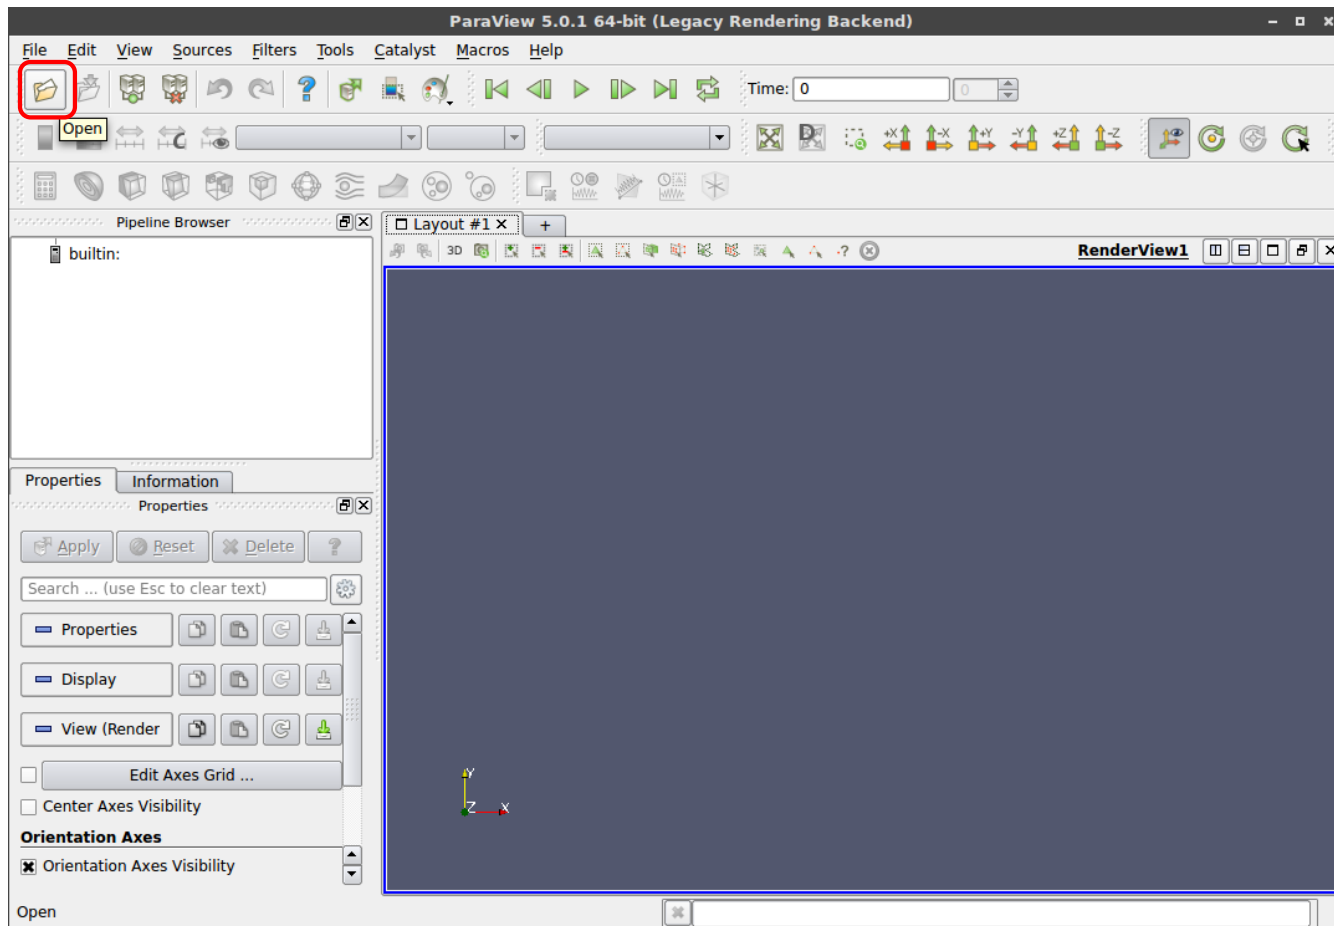 ParaView 5.0.1 64-bit (Legacy Rendering Backend)
File Edit View Sources Filters Tools Catalyst Macros Help
Time: 0 0
Open
+X -X +Y -Y +Z -Z
Pipeline Browser
Layout #1
builtin:
3D
RenderView1
Properties Information
Properties
Apply Reset Delete ?
Search ... (use Esc to clear text)
Properties
Display
View (Render
Edit Axes Grid ...
Center Axes Visibility
Orientation Axes
Orientation Axes Visibility
Y
Z X
Open